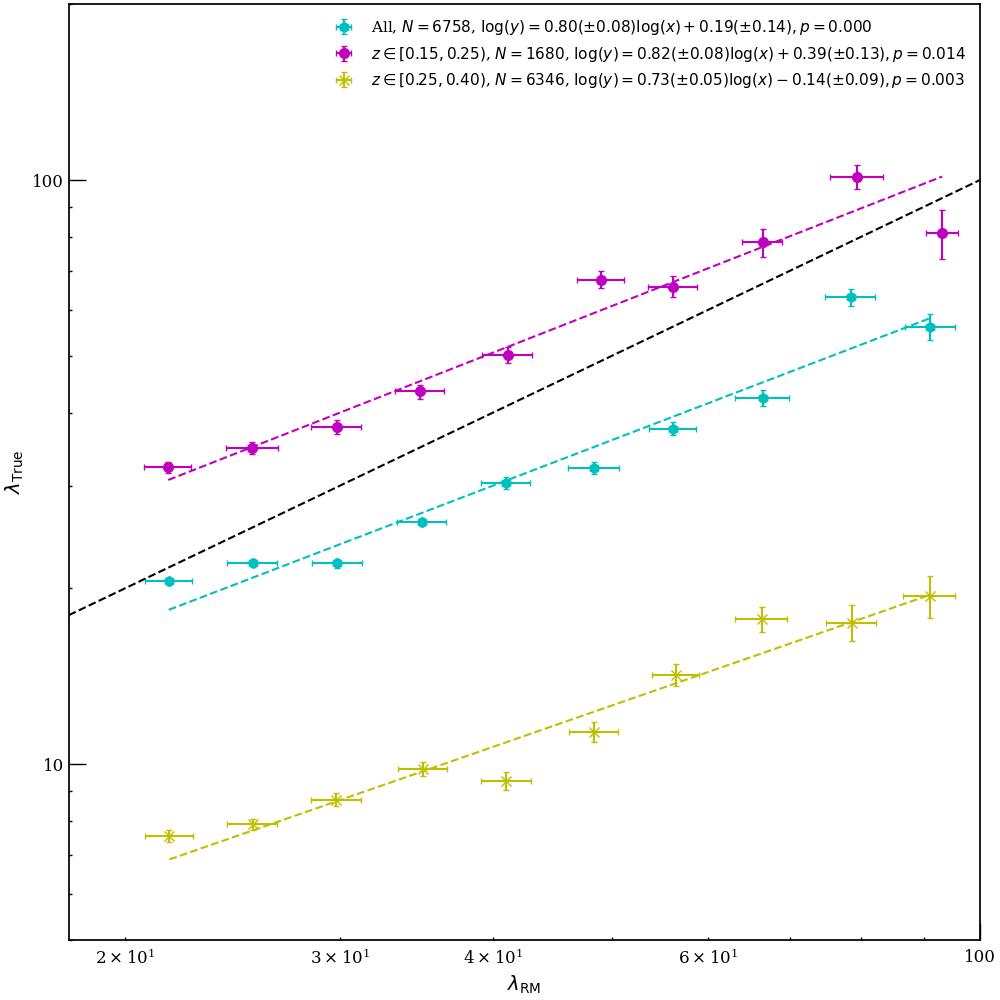 All, N = 6758, log(y) = 0.80(±0.08)log(x) + 0.19(±0.14), p = 0.000
z ∈ [0.15, 0.25), N = 1680, log(y) = 0.82(±0.08)log(x) + 0.39(±0.13), p = 0.014
z ∈ [0.25, 0.40), N = 6346, log(y) = 0.73(±0.05)log(x) − 0.14(±0.09), p = 0.003
100
λTrue
10
2 × 10¹ 3 × 10¹ 4 × 10¹ 6 × 10¹ 100
λRM